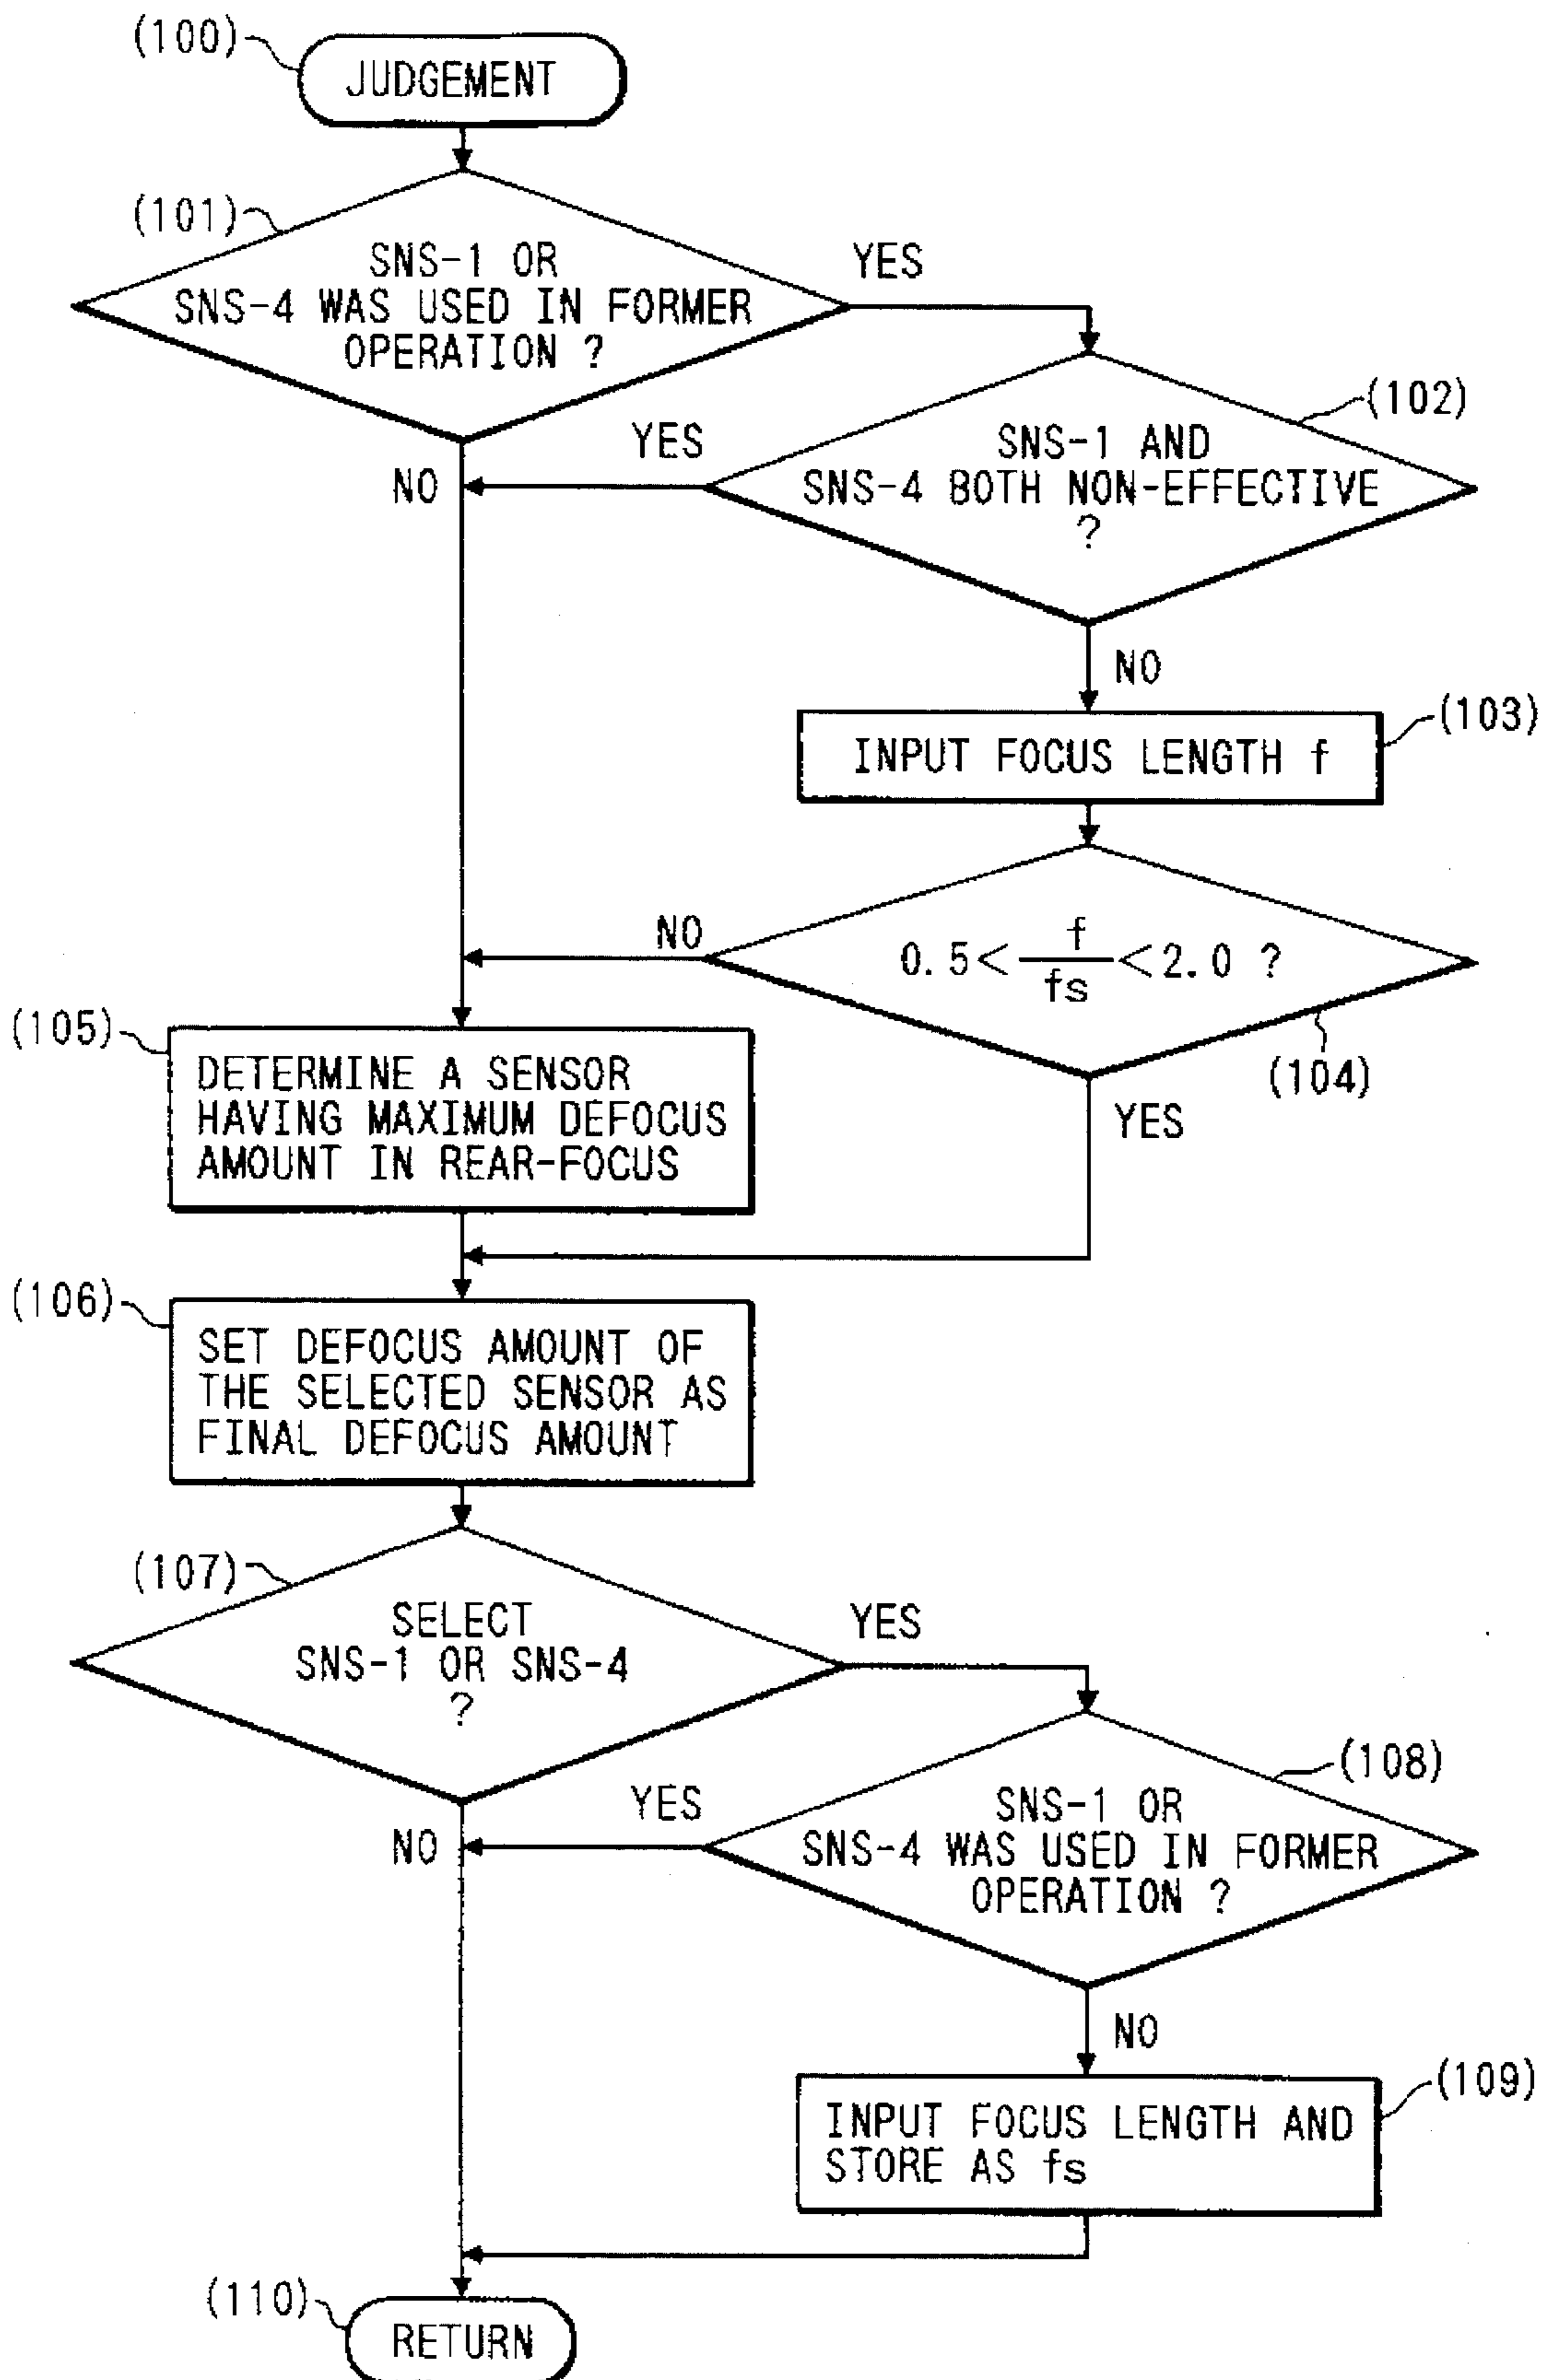 (100)
JUDGEMENT
(101)
SNS-1 OR
SNS-4 WAS USED IN FORMER
OPERATION ?
YES
NO
(102)
SNS-1 AND
SNS-4 BOTH NON-EFFECTIVE
?
YES
NO
(103)
INPUT FOCUS LENGTH f
0.5< f/fs <2.0 ?
NO
(104)
YES
(105)
DETERMINE A SENSOR
HAVING MAXIMUM DEFOCUS
AMOUNT IN REAR-FOCUS
(106)
SET DEFOCUS AMOUNT OF
THE SELECTED SENSOR AS
FINAL DEFOCUS AMOUNT
(107)
SELECT
SNS-1 OR SNS-4
?
YES
NO
(108)
SNS-1 OR
SNS-4 WAS USED IN FORMER
OPERATION ?
YES
NO
(109)
INPUT FOCUS LENGTH AND
STORE AS fs
(110)
RETURN